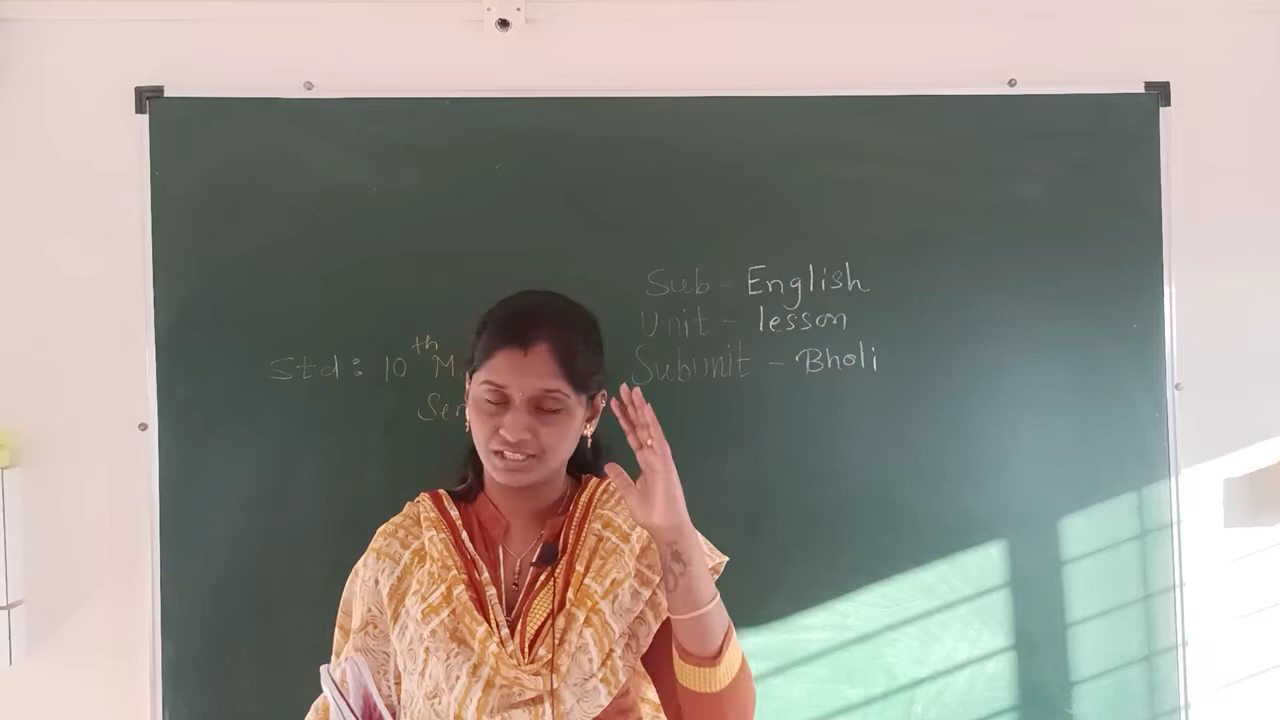 Sub - English
Unit - lesson
Std: 10th M
Subunit - Bholi